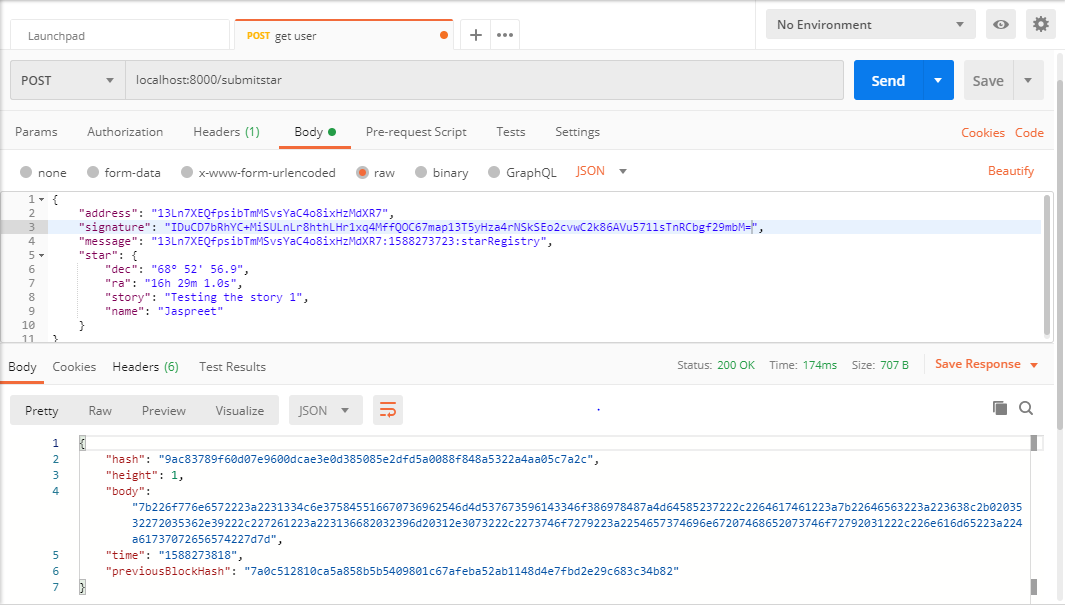 Launchpad
POST get user
No Environment
POST
localhost:8000/submitstar
Send
Save
Params Authorization Headers (1) Body Pre-request Script Tests Settings Cookies Code
none form-data x-www-form-urlencoded raw binary GraphQL JSON Beautify
1 {
2 "address": "13Ln7XEQfpsibTmMSvsYaC4o8ixHzMdXR7",
3 "signature": "IDuCD7bRhYC+MiSULnLr8hthLHr1xq4MffQOC67map13T5yHza4rNSkSEo2cvwC2k86AVu571lsTnRCbgf29mbM=",
4 "message": "13Ln7XEQfpsibTmMSvsYaC4o8ixHzMdXR7:1588273723:starRegistry",
5 "star": {
6 "dec": "68° 52' 56.9",
7 "ra": "16h 29m 1.0s",
8 "story": "Testing the story 1",
9 "name": "Jaspreet"
10 }
11 }
Body Cookies Headers (6) Test Results Status: 200 OK Time: 174ms Size: 707 B Save Response
Pretty Raw Preview Visualize JSON
1 {
2 "hash": "9ac83789f60d07e9600dcae3e0d385085e2dfd5a0088f848a5322a4aa05c7a2c",
3 "height": 1,
4 "body":
"7b226f776e6572223a2231334c6e375845516670736962546d4d537673596143346f386978487a4d64585237222c2264617461223a7b22646563223a223638c2b02035
32272035362e39222c227261223a223136682032396d20312e3073222c2273746f7279223a2254657374696e67207468652073746f72792031222c226e616d65223a224
a61737072656574227d7d",
5 "time": "1588273818",
6 "previousBlockHash": "7a0c512810ca5a858b5b5409801c67afeba52ab1148d4e7fbd2e29c683c34b82"
7 }